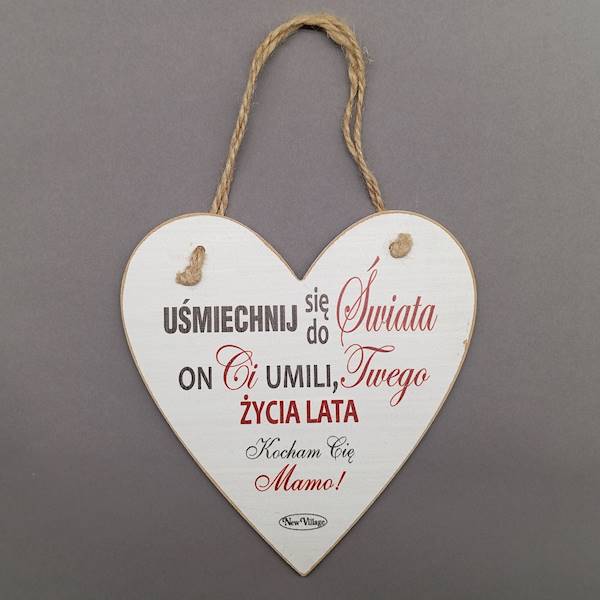 UŚMIECHNIJ się do Świata
ON Ci UMILI, Twego
ŻYCIA LATA
Kocham Cię
Mamo!
New Village